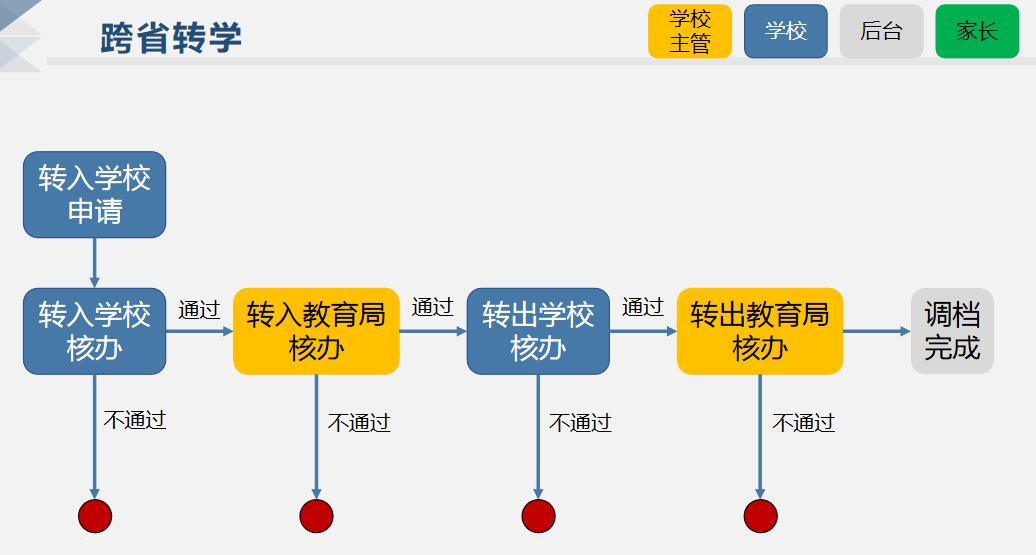 跨省转学
学校
主管
学校
后台
家长
转入学校
申请
转入学校
核办
通过
转入教育局
核办
通过
转出学校
核办
通过
转出教育局
核办
调档
完成
不通过
不通过
不通过
不通过